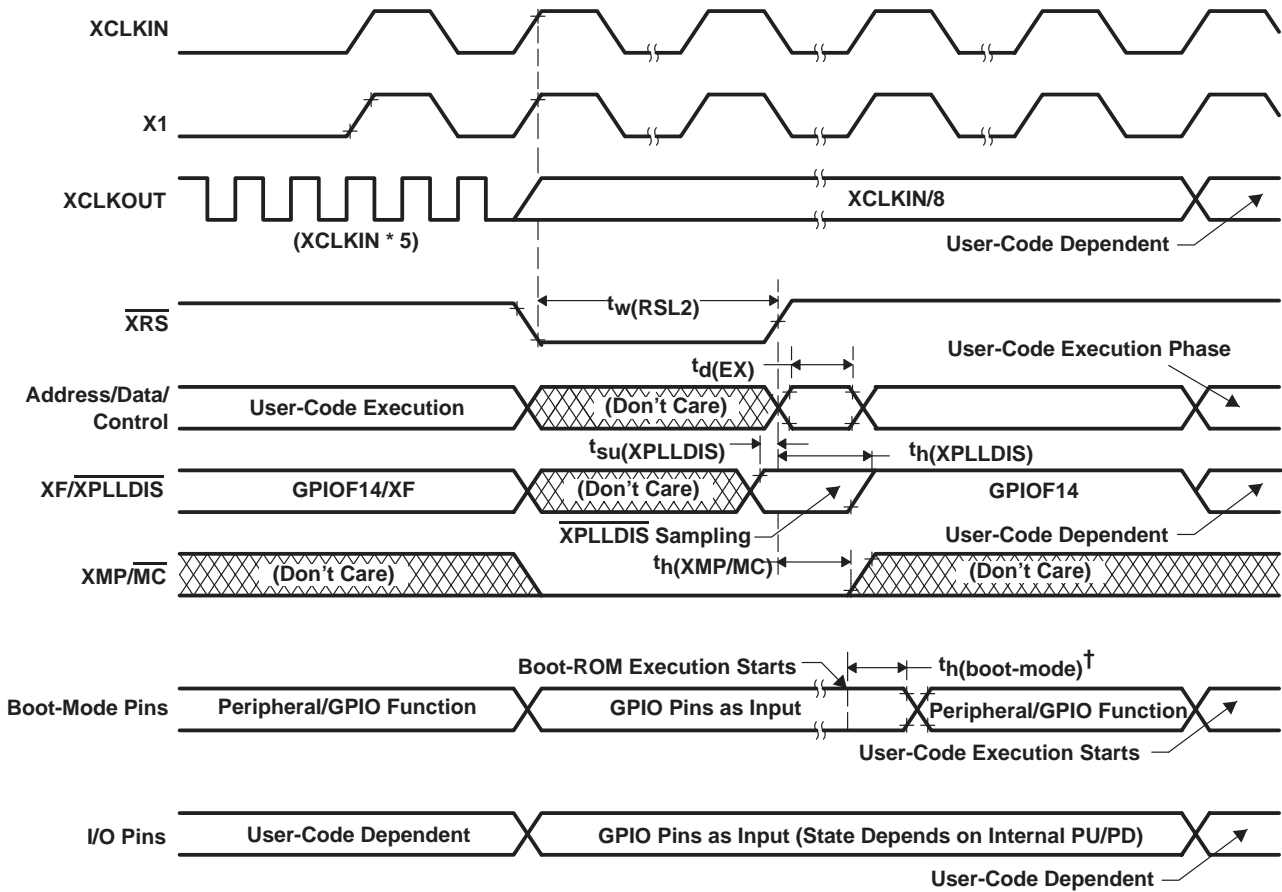 XCLKIN
X1
XCLKOUT
XCLKIN/8
(XCLKIN * 5)
User-Code Dependent
XRS
tw(RSL2)
User-Code Execution Phase
td(EX)
Address/Data/
Control
User-Code Execution
(Don't Care)
tsu(XPLLDIS)
th(XPLLDIS)
XF/XPLLDIS
GPIOF14/XF
(Don't Care)
GPIOF14
XPLLDIS Sampling
User-Code Dependent
XMP/MC
(Don't Care)
th(XMP/MC)
(Don't Care)
Boot-ROM Execution Starts
th(boot-mode)†
Boot-Mode Pins
Peripheral/GPIO Function
GPIO Pins as Input
Peripheral/GPIO Function
User-Code Execution Starts
I/O Pins
User-Code Dependent
GPIO Pins as Input (State Depends on Internal PU/PD)
User-Code Dependent